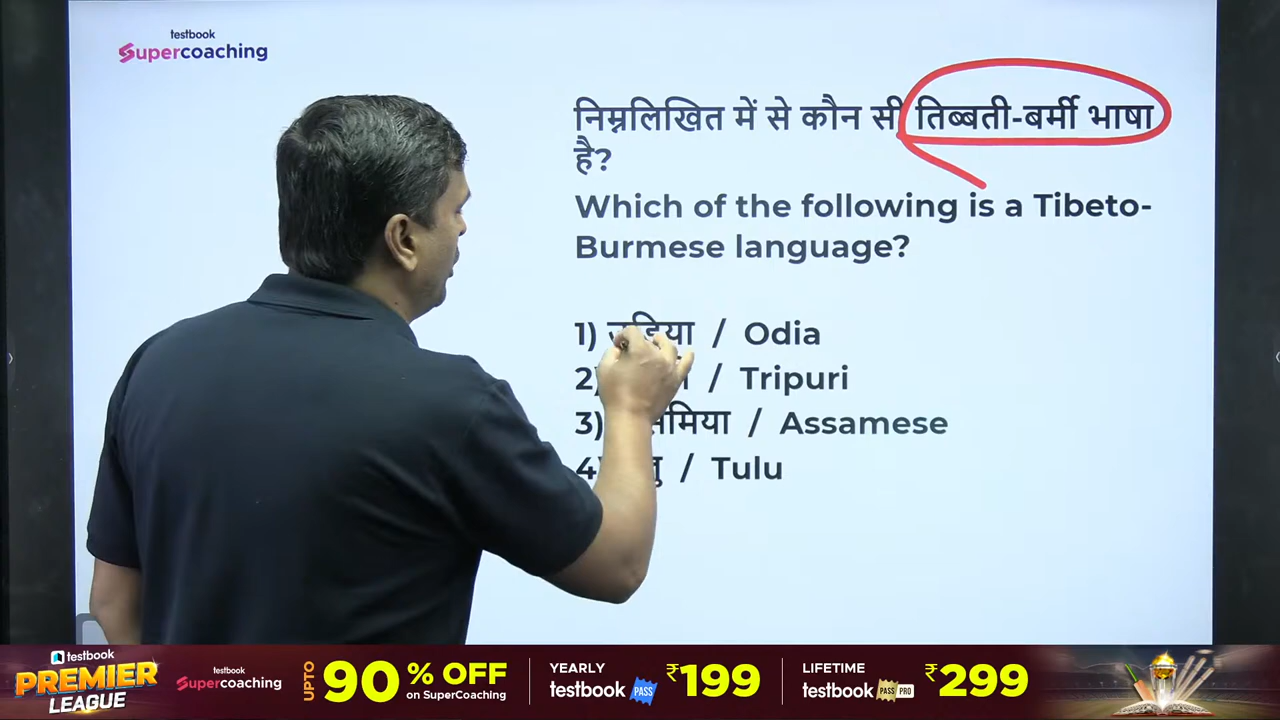 testbook
Supercoaching
निम्नलिखित में से कौन सी तिब्बती-बर्मी भाषा
है?
Which of the following is a Tibeto-
Burmese language?
1) / Odia
2) / Tripuri
3) / Assamese
4) / Tulu
testbook
PREMIER
LEAGUE
testbook
Supercoaching
UPTO 90% OFF
on SuperCoaching
YEARLY
testbook PASS
₹199
LIFETIME
testbook PASS PRO
₹299